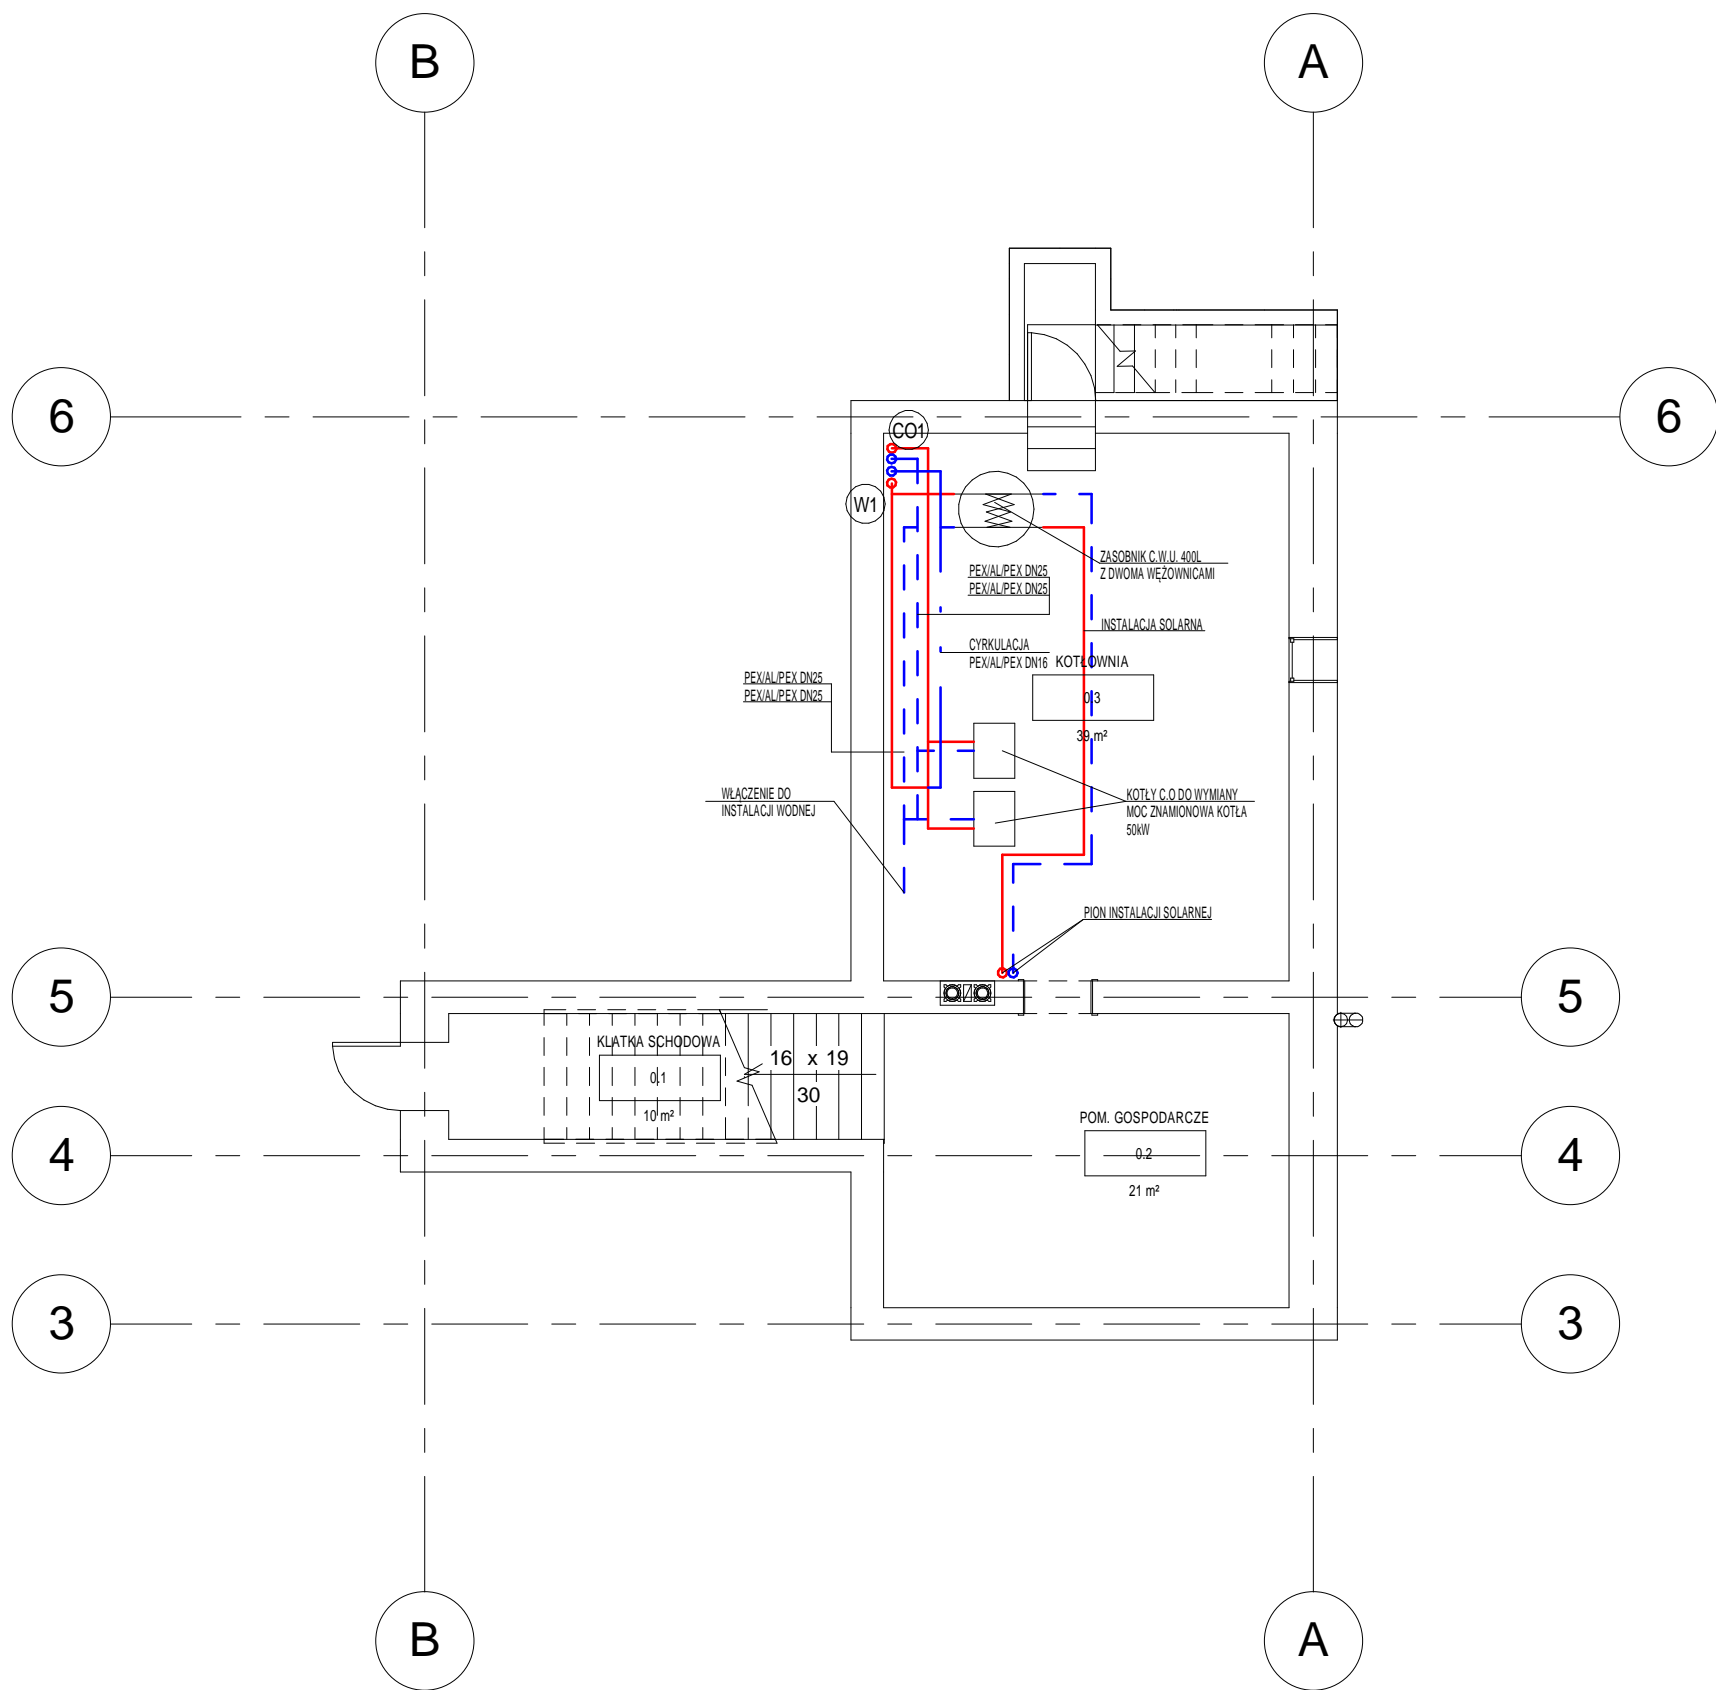 B
A
6
6
CO1
W1
ZASOBNIK C.W.U. 400L
Z DWOMA WĘŻOWNICAMI
PEX/AL/PEX DN25
PEX/AL/PEX DN25
INSTALACJA SOLARNA
CYRKULACJA
PEX/AL/PEX DN16
KOTŁOWNIA
0.3
39 m²
PEX/AL/PEX DN25
PEX/AL/PEX DN25
WŁĄCZENIE DO
INSTALACJI WODNEJ
KOTŁY C.O DO WYMIANY
MOC ZNAMIONOWA KOTŁA
50kW
PION INSTALACJI SOLARNEJ
5
5
KLATKA SCHODOWA
0.1
10 m²
16 x 19
30
POM. GOSPODARCZE
0.2
21 m²
4
4
3
3
B
A